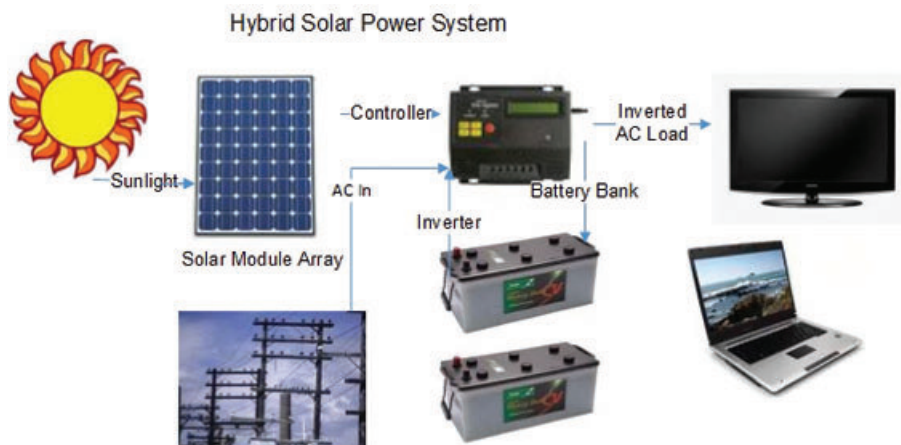 Hybrid Solar Power System
Sunlight
Controller
Inverted
AC Load
AC In
Inverter
Battery Bank
Solar Module Array